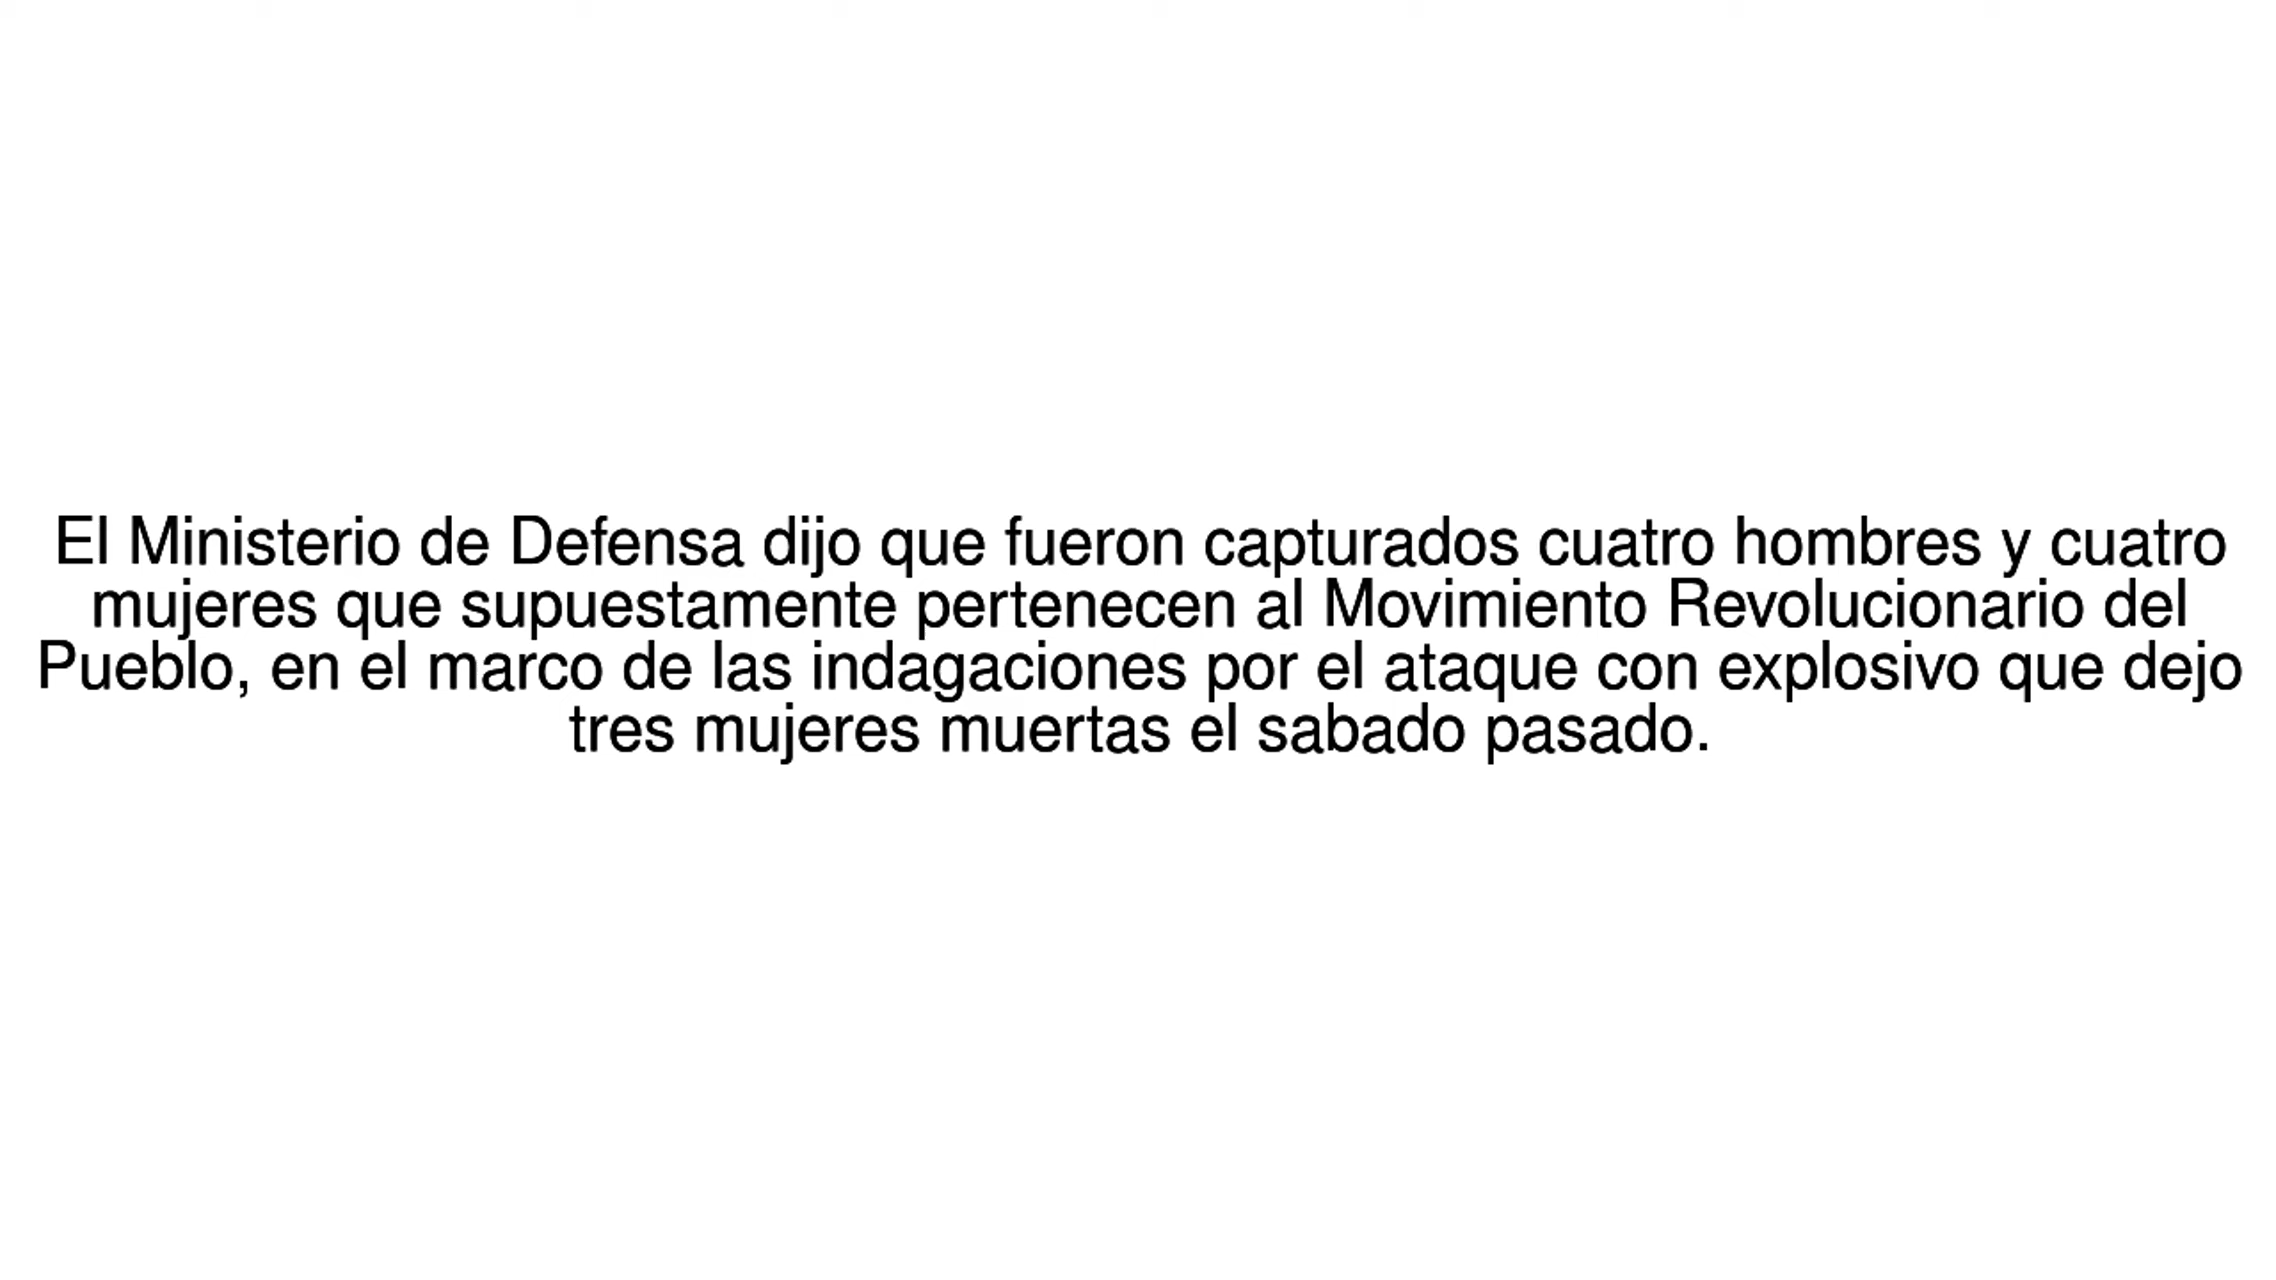 El Ministerio de Defensa dijo que fueron capturados cuatro hombres y cuatro
mujeres que supuestamente pertenecen al Movimiento Revolucionario del
Pueblo, en el marco de las indagaciones por el ataque con explosivo que dejo
tres mujeres muertas el sabado pasado.